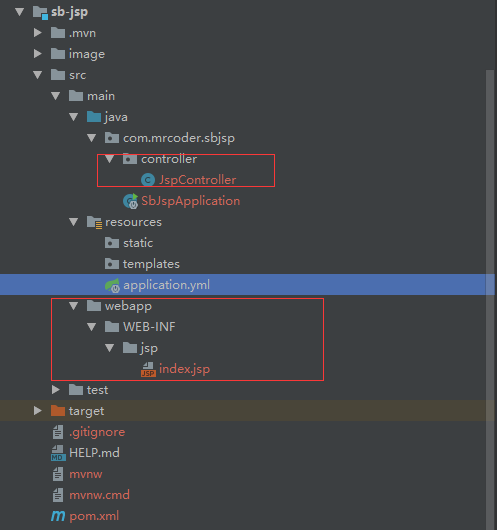 sb-jsp
.mvn
image
src
main
java
com.mrcoder.sbjsp
controller
JspController
SbJspApplication
resources
static
templates
application.yml
webapp
WEB-INF
jsp
index.jsp
test
target
.gitignore
HELP.md
mvnw
mvnw.cmd
pom.xml